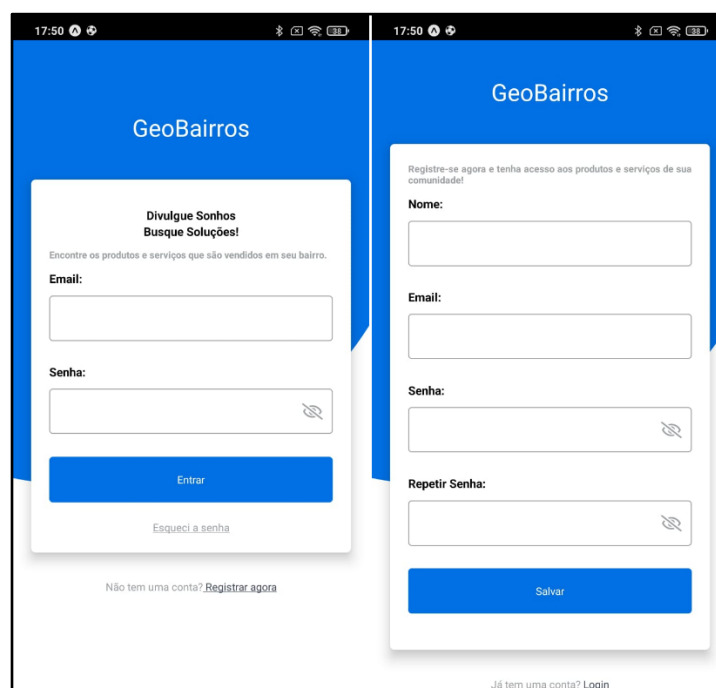 17:50
38
GeoBairros
Divulgue Sonhos
Busque Soluções!
Encontre os produtos e serviços que são vendidos em seu bairro.
Email:
Senha:
Entrar
Esqueci a senha
Não tem uma conta? Registrar agora
17:50
38
GeoBairros
Registre-se agora e tenha acesso aos produtos e serviços de sua
comunidade!
Nome:
Email:
Senha:
Repetir Senha:
Salvar
Já tem uma conta? Login